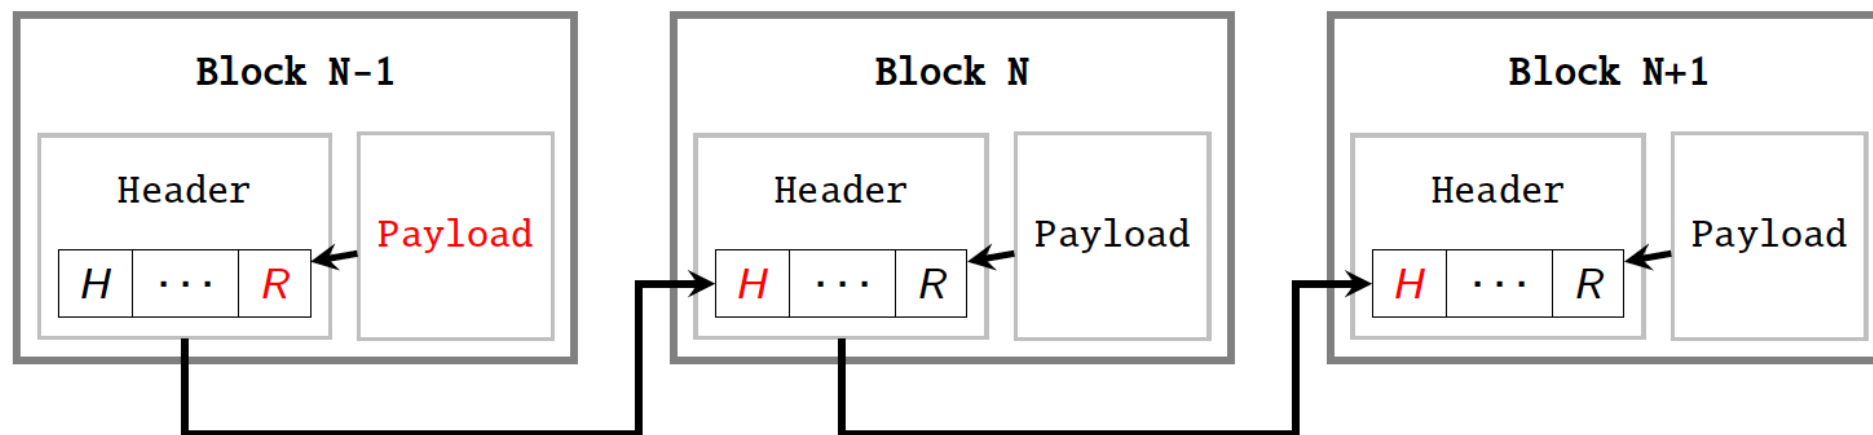 Block N-1
Header
Payload
H ... R
Block N
Header
Payload
H ... R
Block N+1
Header
Payload
H ... R